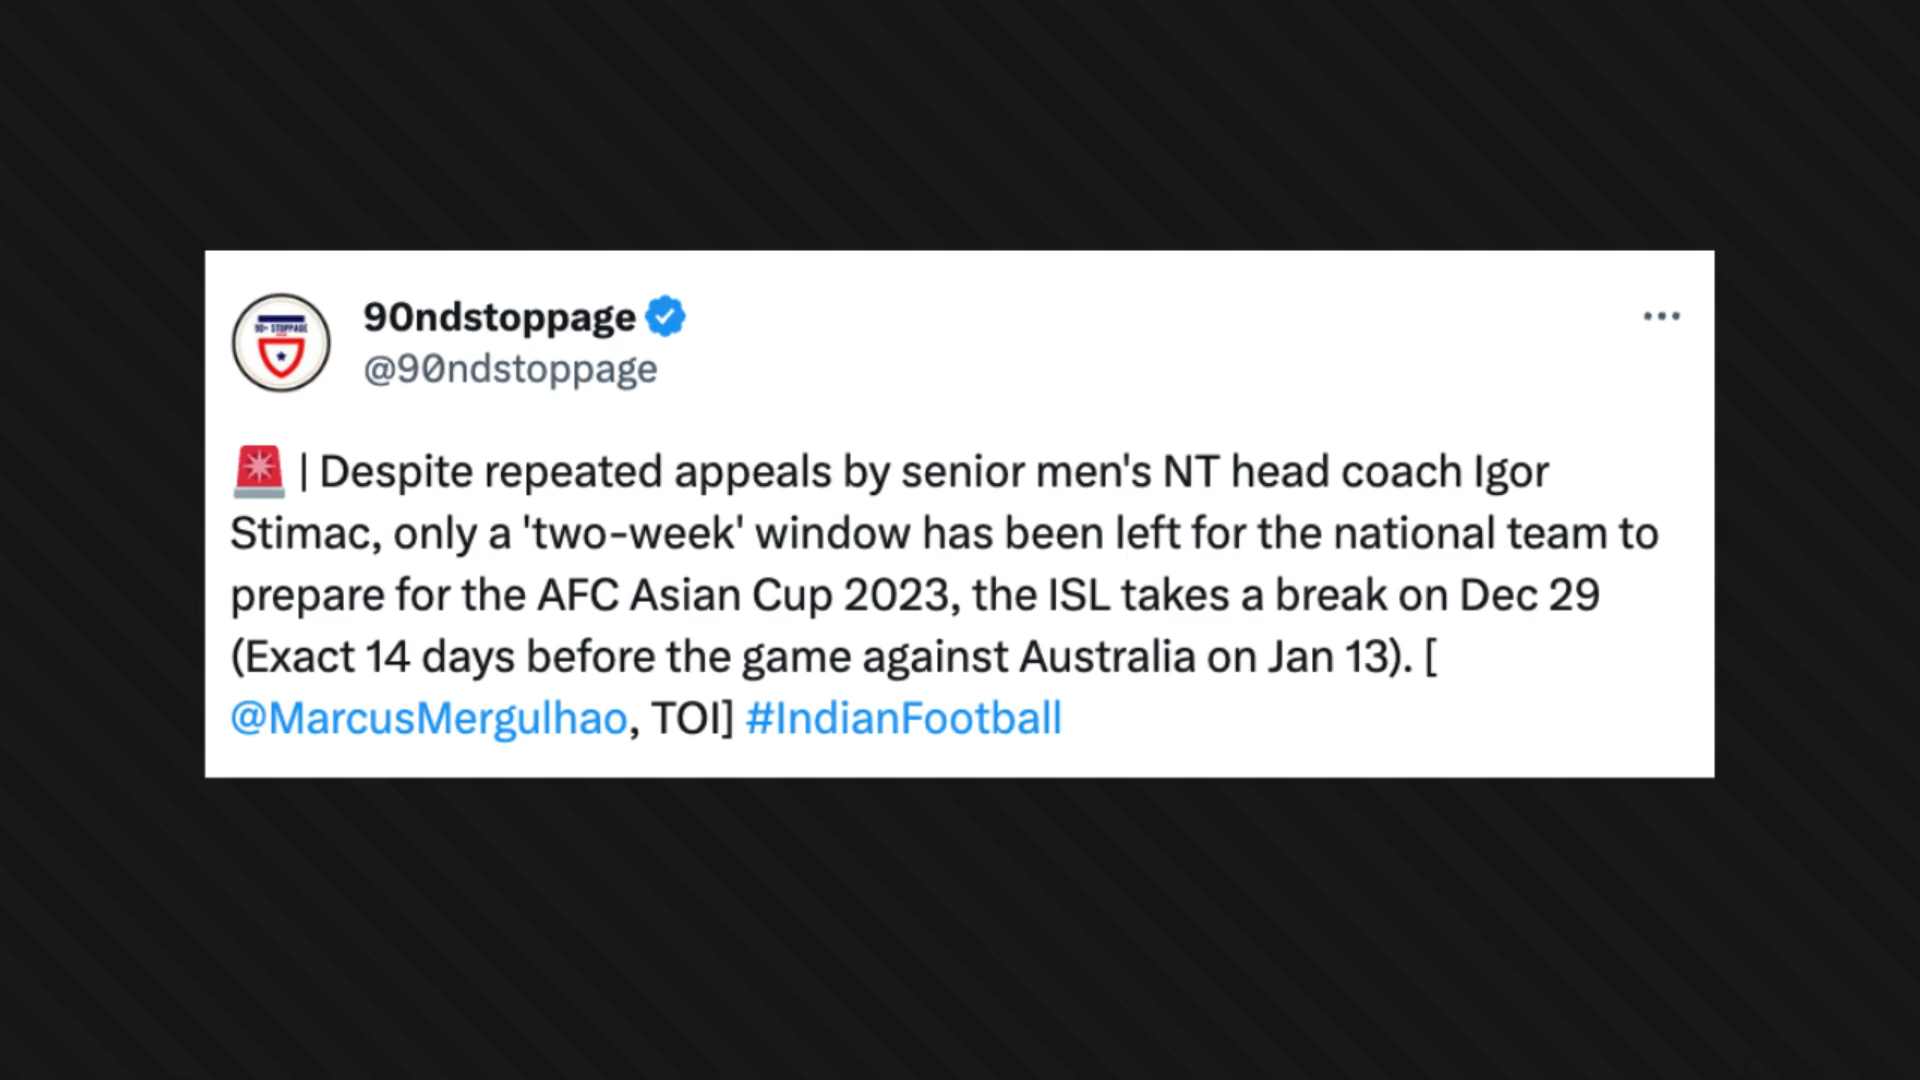 90+ STOPPAGE
90ndstoppage
@90ndstoppage
🚨 | Despite repeated appeals by senior men's NT head coach Igor
Stimac, only a 'two-week' window has been left for the national team to
prepare for the AFC Asian Cup 2023, the ISL takes a break on Dec 29
(Exact 14 days before the game against Australia on Jan 13). [
@MarcusMergulhao, TOI] #IndianFootball